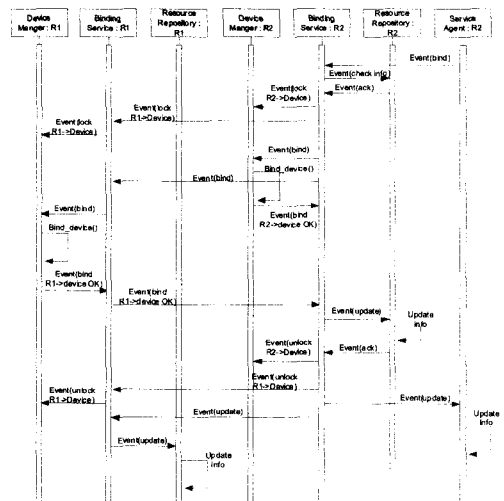 Device
Manger : R1
Binding
Service : R1
Resource
Repository :
R1
Device
Manger : R2
Binding
Service : R2
Resource
Repository :
R2
Service
Agent : R2
Event(bind)
Event(check info)
Event(ack)
Event(lock
R2->Device)
Event(lock
R1->Device)
Event(lock
R1->Device)
Event(bind)
Bind_device()
Event(bind)
Event(bind
R2->device OK)
Event(bind)
Bind_device()
Event(bind
R1->device OK)
Event(bind
R1->device OK)
Event(update)
Update
info
Event(ack)
Event(unlock
R2->Device)
Event(unlock
R1->Device)
Event(unlock
R1->Device)
Event(update)
Event(update)
Update
Info
Event(update)
Update
info